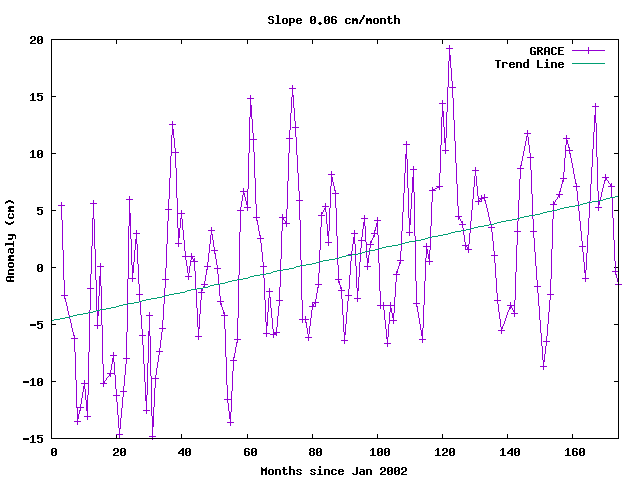 Slope 0.06 cm/month
GRACE
Trend Line
20
15
10
5
0
-5
-10
-15
Anomaly (cm)
0 20 40 60 80 100 120 140 160
Months since Jan 2002